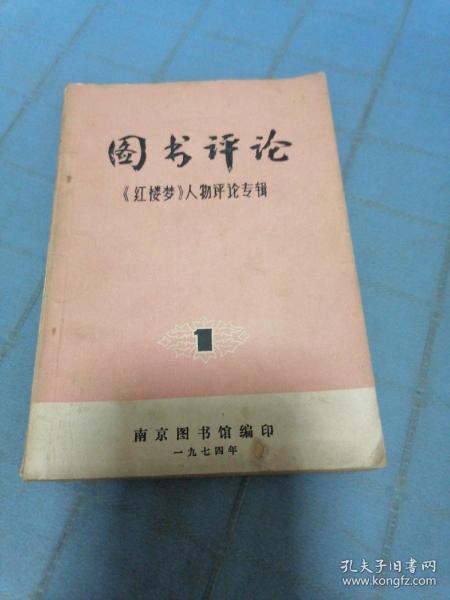 图书评论
《红楼梦》人物评论专辑
1
南京图书馆编印
一九七四年
孔夫子旧书网
www.kongfz.com